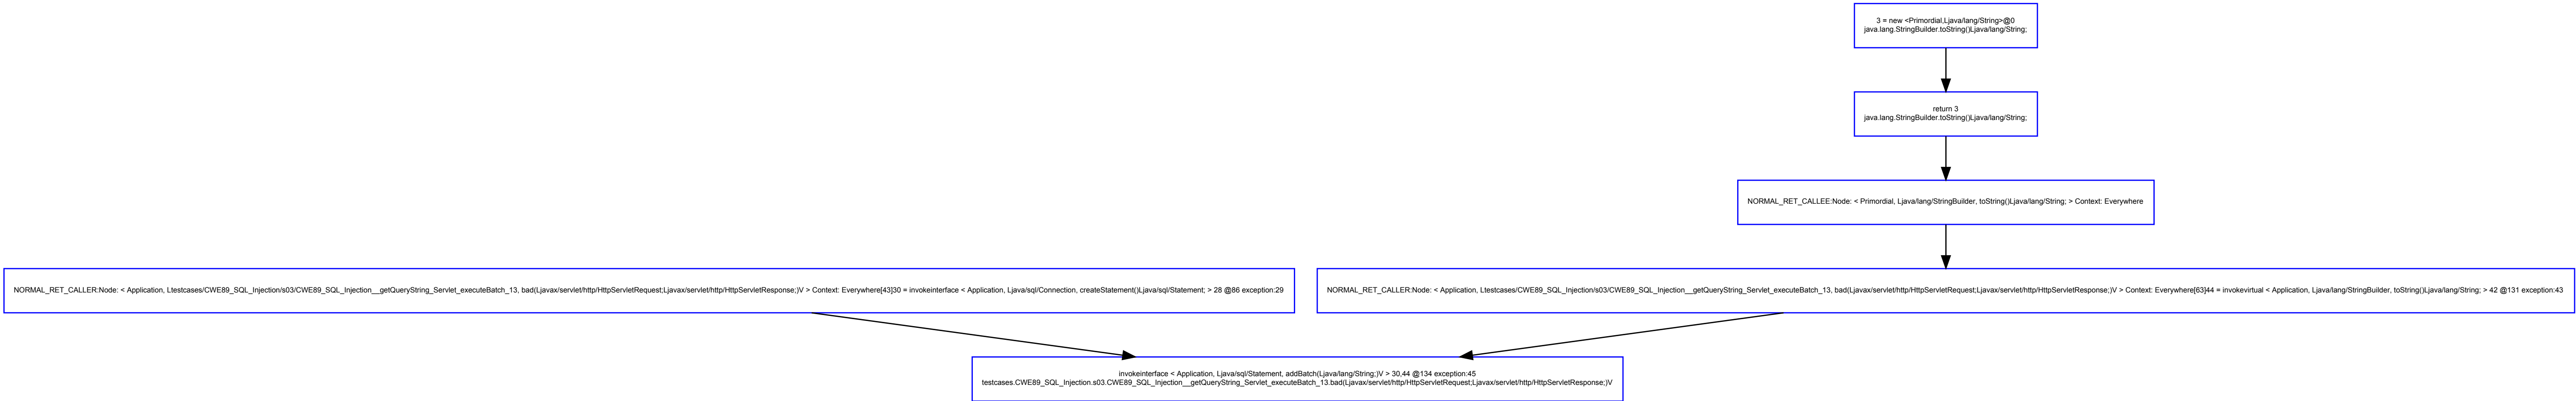 3 = new <Primordial,Ljava/lang/String>@0
java.lang.StringBuilder.toString()Ljava/lang/String;
return 3
java.lang.StringBuilder.toString()Ljava/lang/String;
NORMAL_RET_CALLEE:Node: < Primordial, Ljava/lang/StringBuilder, toString()Ljava/lang/String; > Context: Everywhere
NORMAL_RET_CALLER:Node: < Application, Ltestcases/CWE89_SQL_Injection/s03/CWE89_SQL_Injection__getQueryString_Servlet_executeBatch_13, bad(Ljavax/servlet/http/HttpServletRequest;Ljavax/servlet/http/HttpServletResponse;)V > Context: Everywhere[43]30 = invokeinterface < Application, Ljava/sql/Connection, createStatement()Ljava/sql/Statement; > 28 @86 exception:29
NORMAL_RET_CALLER:Node: < Application, Ltestcases/CWE89_SQL_Injection/s03/CWE89_SQL_Injection__getQueryString_Servlet_executeBatch_13, bad(Ljavax/servlet/http/HttpServletRequest;Ljavax/servlet/http/HttpServletResponse;)V > Context: Everywhere[63]44 = invokevirtual < Application, Ljava/lang/StringBuilder, toString()Ljava/lang/String; > 42 @131 exception:43
invokeinterface < Application, Ljava/sql/Statement, addBatch(Ljava/lang/String;)V > 30,44 @134 exception:45
testcases.CWE89_SQL_Injection.s03.CWE89_SQL_Injection__getQueryString_Servlet_executeBatch_13.bad(Ljavax/servlet/http/HttpServletRequest;Ljavax/servlet/http/HttpServletResponse;)V